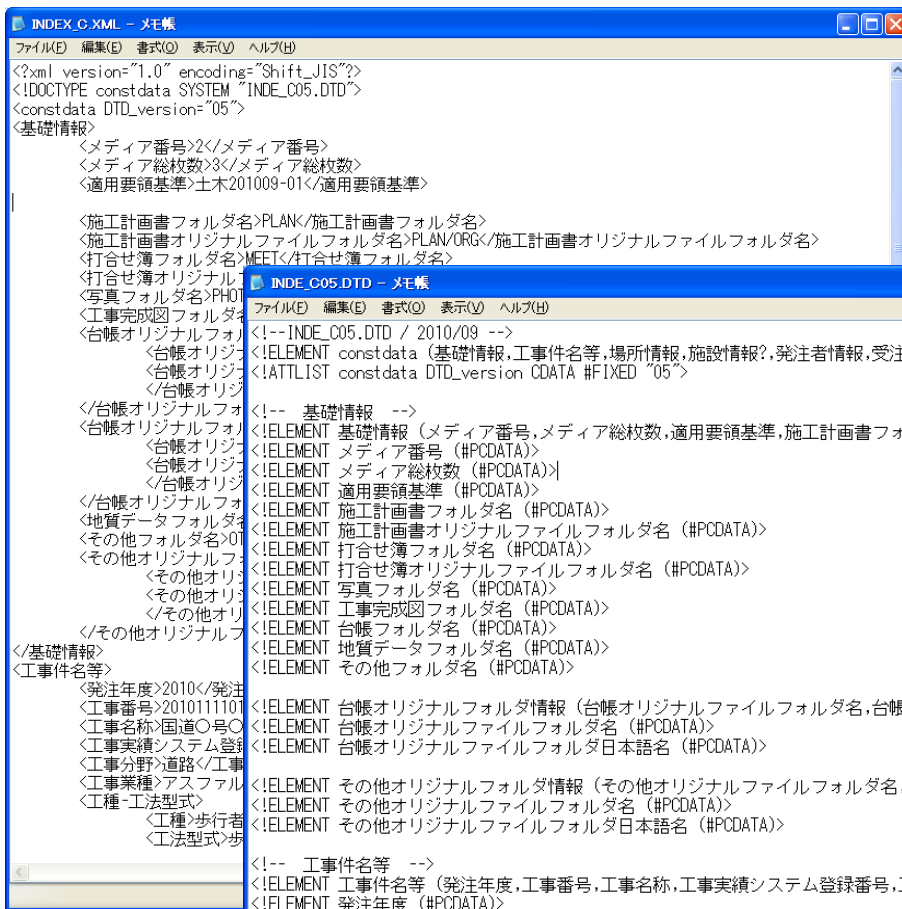 INDEX_C.XML - メモ帳
ファイル(F) 編集(E) 書式(O) 表示(V) ヘルプ(H)
<?xml version="1.0" encoding="Shift_JIS"?>
<!DOCTYPE constdata SYSTEM "INDE_C05.DTD">
<constdata DTD_version="05">
<基礎情報>
<メディア番号>2</メディア番号>
<メディア総枚数>3</メディア総枚数>
<適用要領基準>土木201009-01</適用要領基準>
<施工計画書フォルダ名>PLAN</施工計画書フォルダ名>
<施工計画書オリジナルファイルフォルダ名>PLAN/ORG</施工計画書オリジナルファイルフォルダ名>
<打合せ簿フォルダ名>MEET</打合せ簿フォルダ名>
<打合せ簿オリジナル
<写真フォルダ名>PHOT
<工事完成図フォルダ名
<台帳オリジナルフォル
<台帳オリジナ
<台帳オリジナ
</台帳オリジ
</台帳オリジナルフォ
<台帳オリジナルフォル
<台帳オリジナ
<台帳オリジナ
</台帳オリジ
</台帳オリジナルフォ
<地質データフォルダ名
<その他フォルダ名>OT
<その他オリジナルフォ
<その他オリジ
<その他オリジ
</その他オリ
</その他オリジナルフ
</基礎情報>
<工事件名等>
<発注年度>2010</発注
<工事番号>2010111101
<工事名称>国道○号○
<工事実績システム登録
<工事分野>道路</工事
<工事業種>アスファル
<工種-工法型式>
<工種>歩行者
<工法型式>歩
INDE_C05.DTD - メモ帳
ファイル(F) 編集(E) 書式(O) 表示(V) ヘルプ(H)
<!--INDE_C05.DTD / 2010/09 -->
<!ELEMENT constdata (基礎情報,工事件名等,場所情報,施設情報?,発注者情報,受注
<!ATTLIST constdata DTD_version CDATA #FIXED "05">
<!-- 基礎情報 -->
<!ELEMENT 基礎情報 (メディア番号,メディア総枚数,適用要領基準,施工計画書フォ
<!ELEMENT メディア番号 (#PCDATA)>
<!ELEMENT メディア総枚数 (#PCDATA)>
<!ELEMENT 適用要領基準 (#PCDATA)>
<!ELEMENT 施工計画書フォルダ名 (#PCDATA)>
<!ELEMENT 施工計画書オリジナルファイルフォルダ名 (#PCDATA)>
<!ELEMENT 打合せ簿フォルダ名 (#PCDATA)>
<!ELEMENT 打合せ簿オリジナルファイルフォルダ名 (#PCDATA)>
<!ELEMENT 写真フォルダ名 (#PCDATA)>
<!ELEMENT 工事完成図フォルダ名 (#PCDATA)>
<!ELEMENT 台帳フォルダ名 (#PCDATA)>
<!ELEMENT 地質データフォルダ名 (#PCDATA)>
<!ELEMENT その他フォルダ名 (#PCDATA)>
<!ELEMENT 台帳オリジナルフォルダ情報 (台帳オリジナルファイルフォルダ名,台帳
<!ELEMENT 台帳オリジナルファイルフォルダ名 (#PCDATA)>
<!ELEMENT 台帳オリジナルファイルフォルダ日本語名 (#PCDATA)>
<!ELEMENT その他オリジナルフォルダ情報 (その他オリジナルファイルフォルダ名,
<!ELEMENT その他オリジナルファイルフォルダ名 (#PCDATA)>
<!ELEMENT その他オリジナルファイルフォルダ日本語名 (#PCDATA)>
<!-- 工事件名等 -->
<!ELEMENT 工事件名等 (発注年度,工事番号,工事名称,工事実績システム登録番号,工
<!ELEMENT 発注年度 (#PCDATA)>